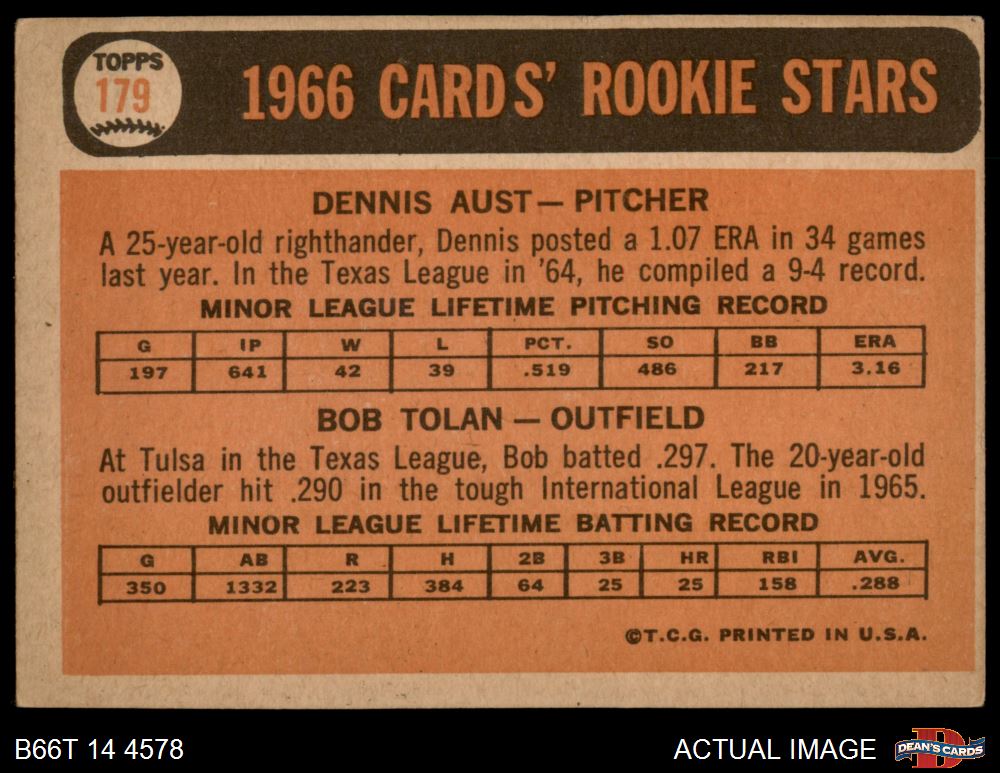 TOPPS
179
1966 CARDS' ROOKIE STARS
DENNIS AUST — PITCHER
A 25-year-old righthander, Dennis posted a 1.07 ERA in 34 games
last year. In the Texas League in '64, he compiled a 9-4 record.
MINOR LEAGUE LIFETIME PITCHING RECORD
G IP W L PCT. SO BB ERA
197 641 42 39 .519 486 217 3.16
BOB TOLAN — OUTFIELD
At Tulsa in the Texas League, Bob batted .297. The 20-year-old
outfielder hit .290 in the tough International League in 1965.
MINOR LEAGUE LIFETIME BATTING RECORD
G AB R H 2B 3B HR RBI AVG.
350 1332 223 384 64 25 25 158 .288
©T.C.G. PRINTED IN U.S.A.
B66T 14 4578
ACTUAL IMAGE
DEAN'S CARDS